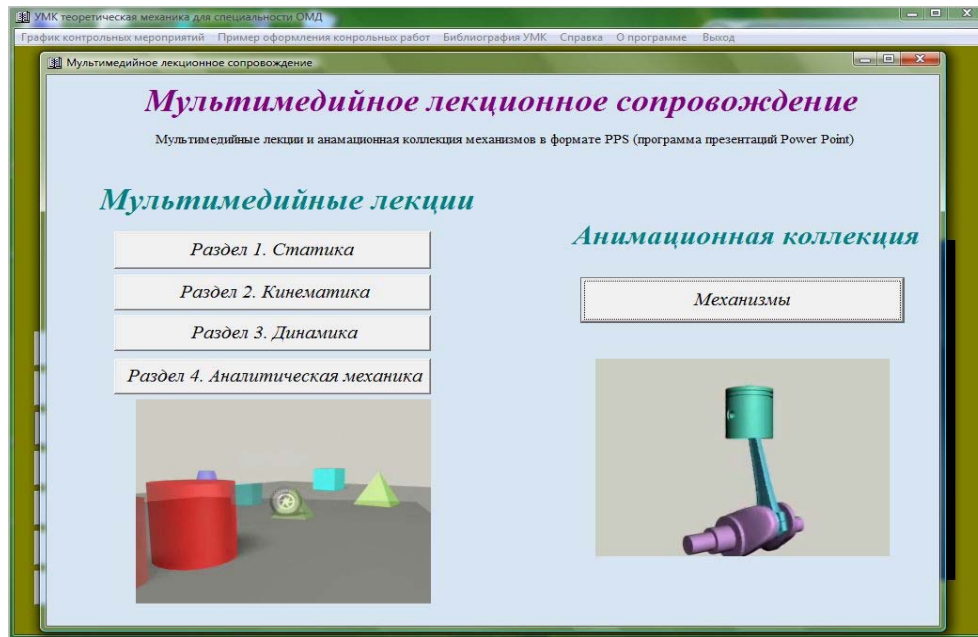 УМК теоретическая механика для специальности ОМД
График контрольных мероприятий Пример оформления конрольных работ Библиография УМК Справка О программе Выход
Мультимедийное лекционное сопровождение
Мультимедийное лекционное сопровождение
Мультимедийные лекции и анамационная коллекция механизмов в формате PPS (программа презентаций Power Point)
Мультимедийные лекции
Раздел 1. Статика
Раздел 2. Кинематика
Раздел 3. Динамика
Раздел 4. Аналитическая механика
Анимационная коллекция
Механизмы